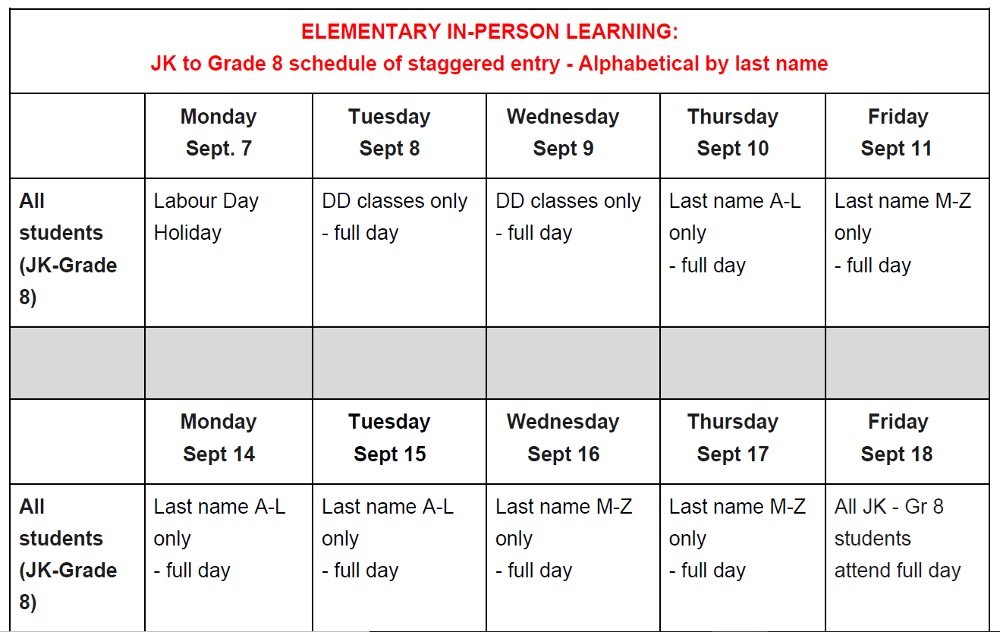 ELEMENTARY IN-PERSON LEARNING:
JK to Grade 8 schedule of staggered entry - Alphabetical by last name
Monday
Sept. 7
Tuesday
Sept 8
Wednesday
Sept 9
Thursday
Sept 10
Friday
Sept 11
All
students
(JK-Grade
8)
Labour Day
Holiday
DD classes only
- full day
DD classes only
- full day
Last name A-L
only
- full day
Last name M-Z
only
- full day
Monday
Sept 14
Tuesday
Sept 15
Wednesday
Sept 16
Thursday
Sept 17
Friday
Sept 18
All
students
(JK-Grade
8)
Last name A-L
only
- full day
Last name A-L
only
- full day
Last name M-Z
only
- full day
Last name M-Z
only
- full day
All JK - Gr 8
students
attend full day